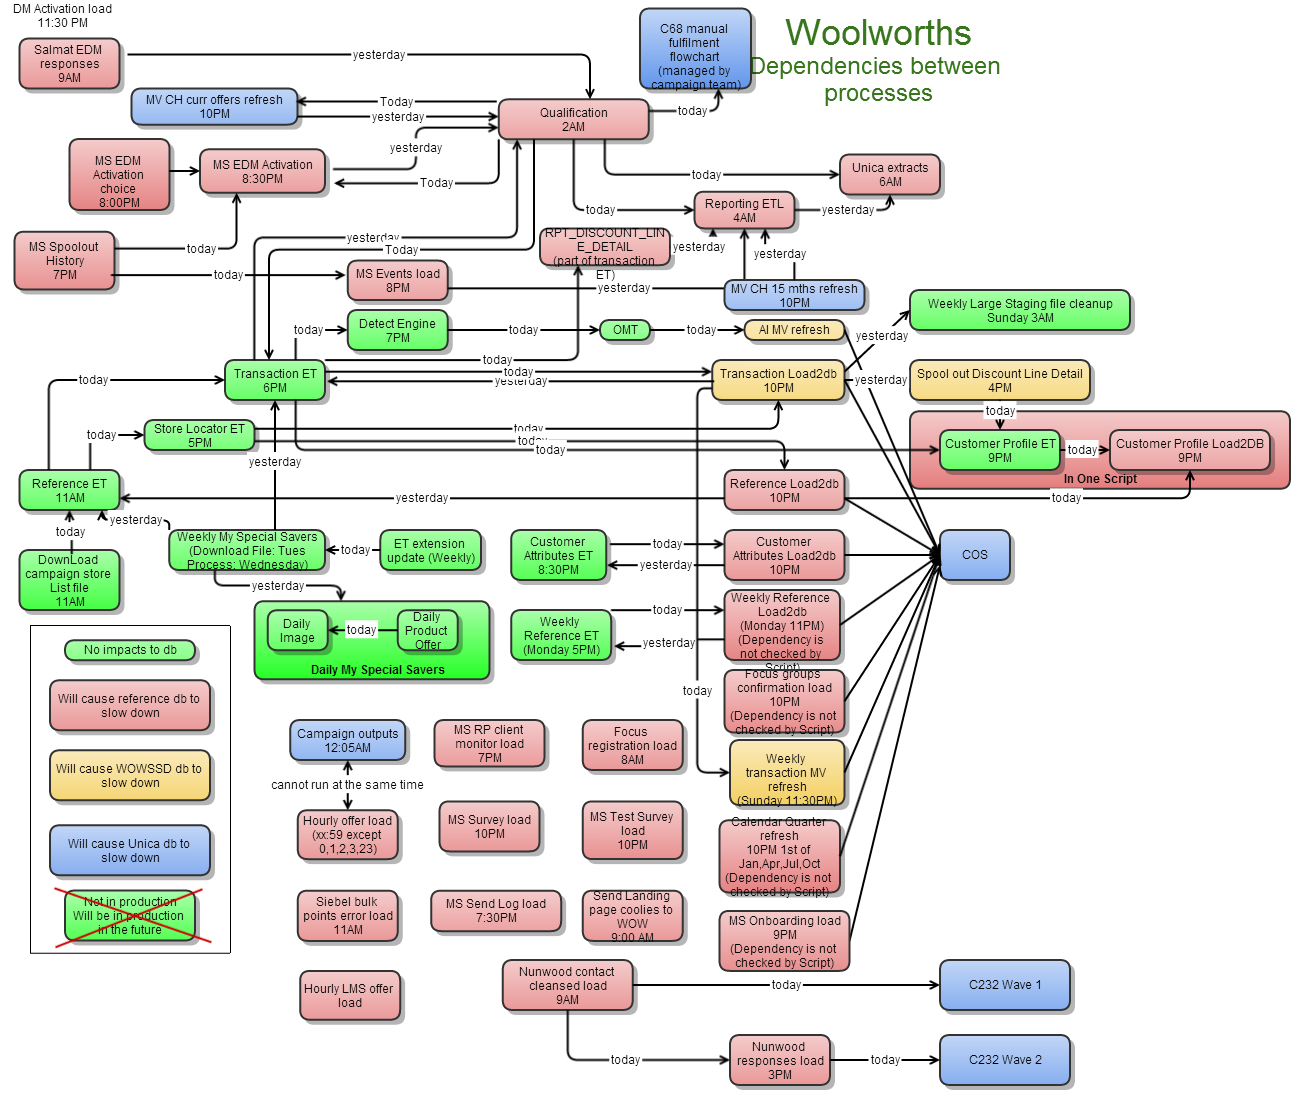 DM Activation load
11:30 PM
Woolworths
Dependencies between
processes
Salmat EDM
responses
9AM
yesterday
C68 manual
fulfilment
flowchart
(managed by
campaign team)
MV CH curr offers refresh
10PM
Today
yesterday
Qualification
2AM
today
yesterday
MS EDM
Activation
choice
8:00PM
MS EDM Activation
8:30PM
Today
today
Unica extracts
6AM
today
Reporting ETL
4AM
yesterday
MS Spoolout
History
7PM
today
yesterday
Today
RPT_DISCOUNT_LIN
E_DETAIL
(part of transaction
ET)
yesterday
yesterday
today
MS Events load
8PM
yesterday
MV CH 15 mths refresh
10PM
Weekly Large Staging file cleanup
Sunday 3AM
today
Detect Engine
7PM
today
OMT
today
AI MV refresh
yesterday
today
Transaction ET
6PM
today
yesterday
Transaction Load2db
10PM
yesterday
Spool out Discount Line Detail
4PM
today
today
Store Locator ET
5PM
today
today
today
today
Customer Profile ET
9PM
today
Customer Profile Load2DB
9PM
In One Script
today
yesterday
Reference ET
11AM
yesterday
Reference Load2db
10PM
today
today
yesterday
DownLoad
campaign store
List file
11AM
Weekly My Special Savers
(Download File: Tues
Process: Wednesday)
today
ET extension
update (Weekly)
Customer
Attributes ET
8:30PM
today
yesterday
Customer
Attributes Load2db
10PM
COS
yesterday
Daily
Image
today
Daily
Product
Offer
Daily My Special Savers
Weekly
Reference ET
(Monday 5PM)
today
yesterday
Weekly Reference
Load2db
(Monday 11PM)
(Dependency is
not checked by
Script)
today
Focus groups
confirmation load
10PM
(Dependency is not
checked by Script)
No impacts to db
Will cause reference db to
slow down
Will cause WOWSSD db to
slow down
Will cause Unica db to
slow down
Not in production
Will be in production
in the future
Campaign outputs
12:05AM
cannot run at the same time
Hourly offer load
(xx:59 except
0,1,2,3,23)
MS RP client
monitor load
7PM
Focus
registration load
8AM
Weekly
transaction MV
refresh
(Sunday 11:30PM)
MS Survey load
10PM
MS Test Survey
load
10PM
Calendar Quarter
refresh
10PM 1st of
Jan,Apr,Jul,Oct
(Dependency is not
checked by Script)
Siebel bulk
points error load
11AM
MS Send Log load
7:30PM
Send Landing
page coolies to
WOW
9:00 AM
MS Onboarding load
9PM
(Dependency is not
checked by Script)
Hourly LMS offer
load
Nunwood contact
cleansed load
9AM
today
C232 Wave 1
today
Nunwood
responses load
3PM
today
C232 Wave 2